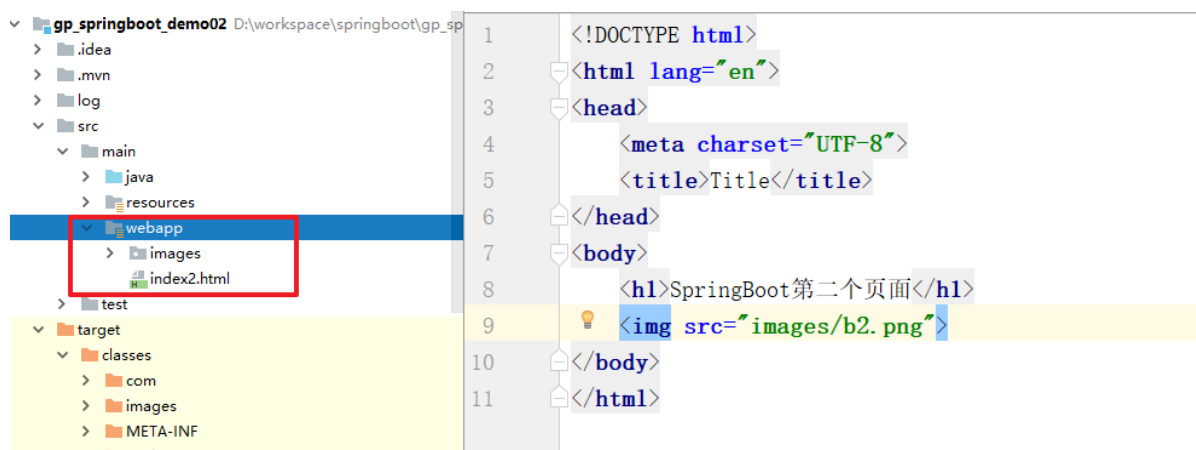 gp_springboot_demo02 D:\workspace\springboot\gp_sp
.idea
.mvn
log
src
main
java
resources
webapp
images
index2.html
test
target
classes
com
images
META-INF
1 <!DOCTYPE html>
2 <html lang="en">
3 <head>
4 <meta charset="UTF-8">
5 <title>Title</title>
6 </head>
7 <body>
8 <h1>SpringBoot第二个页面</h1>
9 <img src="images/b2.png">
10 </body>
11 </html>